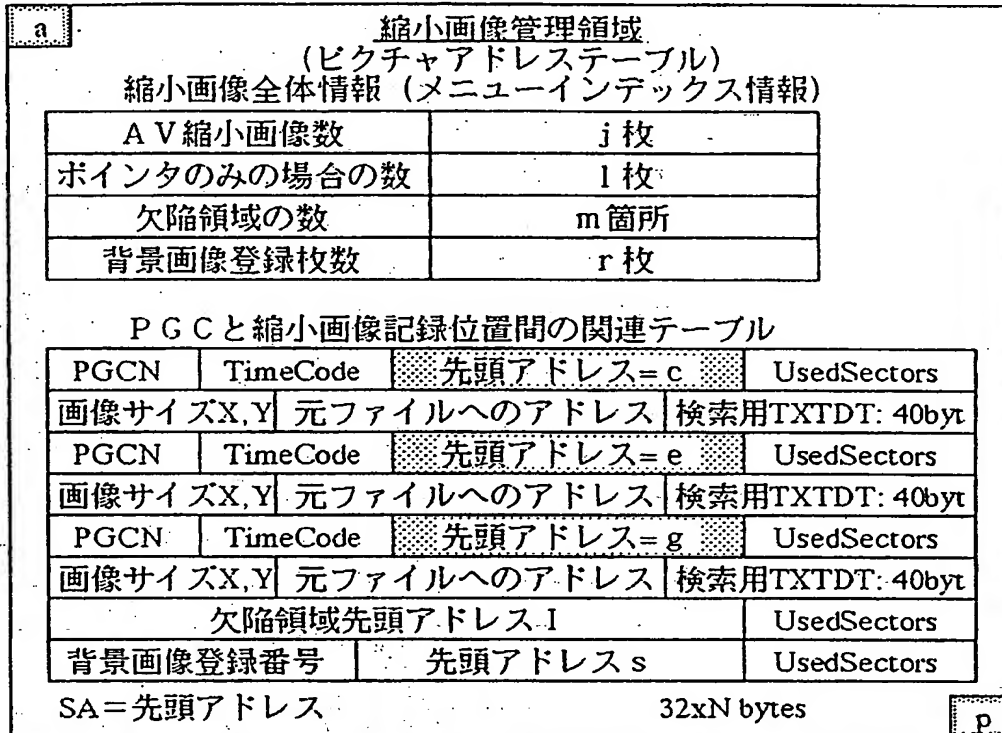 a
縮小画像管理領域
(ピクチャアドレステーブル)
縮小画像全体情報 (メニューインデックス情報)
AV縮小画像数 j枚
ポインタのみの場合の数 l枚
欠陥領域の数 m箇所
背景画像登録枚数 r枚
PGCと縮小画像記録位置間の関連テーブル
PGCN TimeCode 先頭アドレス=c UsedSectors
画像サイズX,Y 元ファイルへのアドレス 検索用TXTDT: 40byt
PGCN TimeCode 先頭アドレス=e UsedSectors
画像サイズX,Y 元ファイルへのアドレス 検索用TXTDT: 40byt
PGCN TimeCode 先頭アドレス=g UsedSectors
画像サイズX,Y 元ファイルへのアドレス 検索用TXTDT: 40byt
欠陥領域先頭アドレスI UsedSectors
背景画像登録番号 先頭アドレスs UsedSectors
SA=先頭アドレス 32xN bytes
p